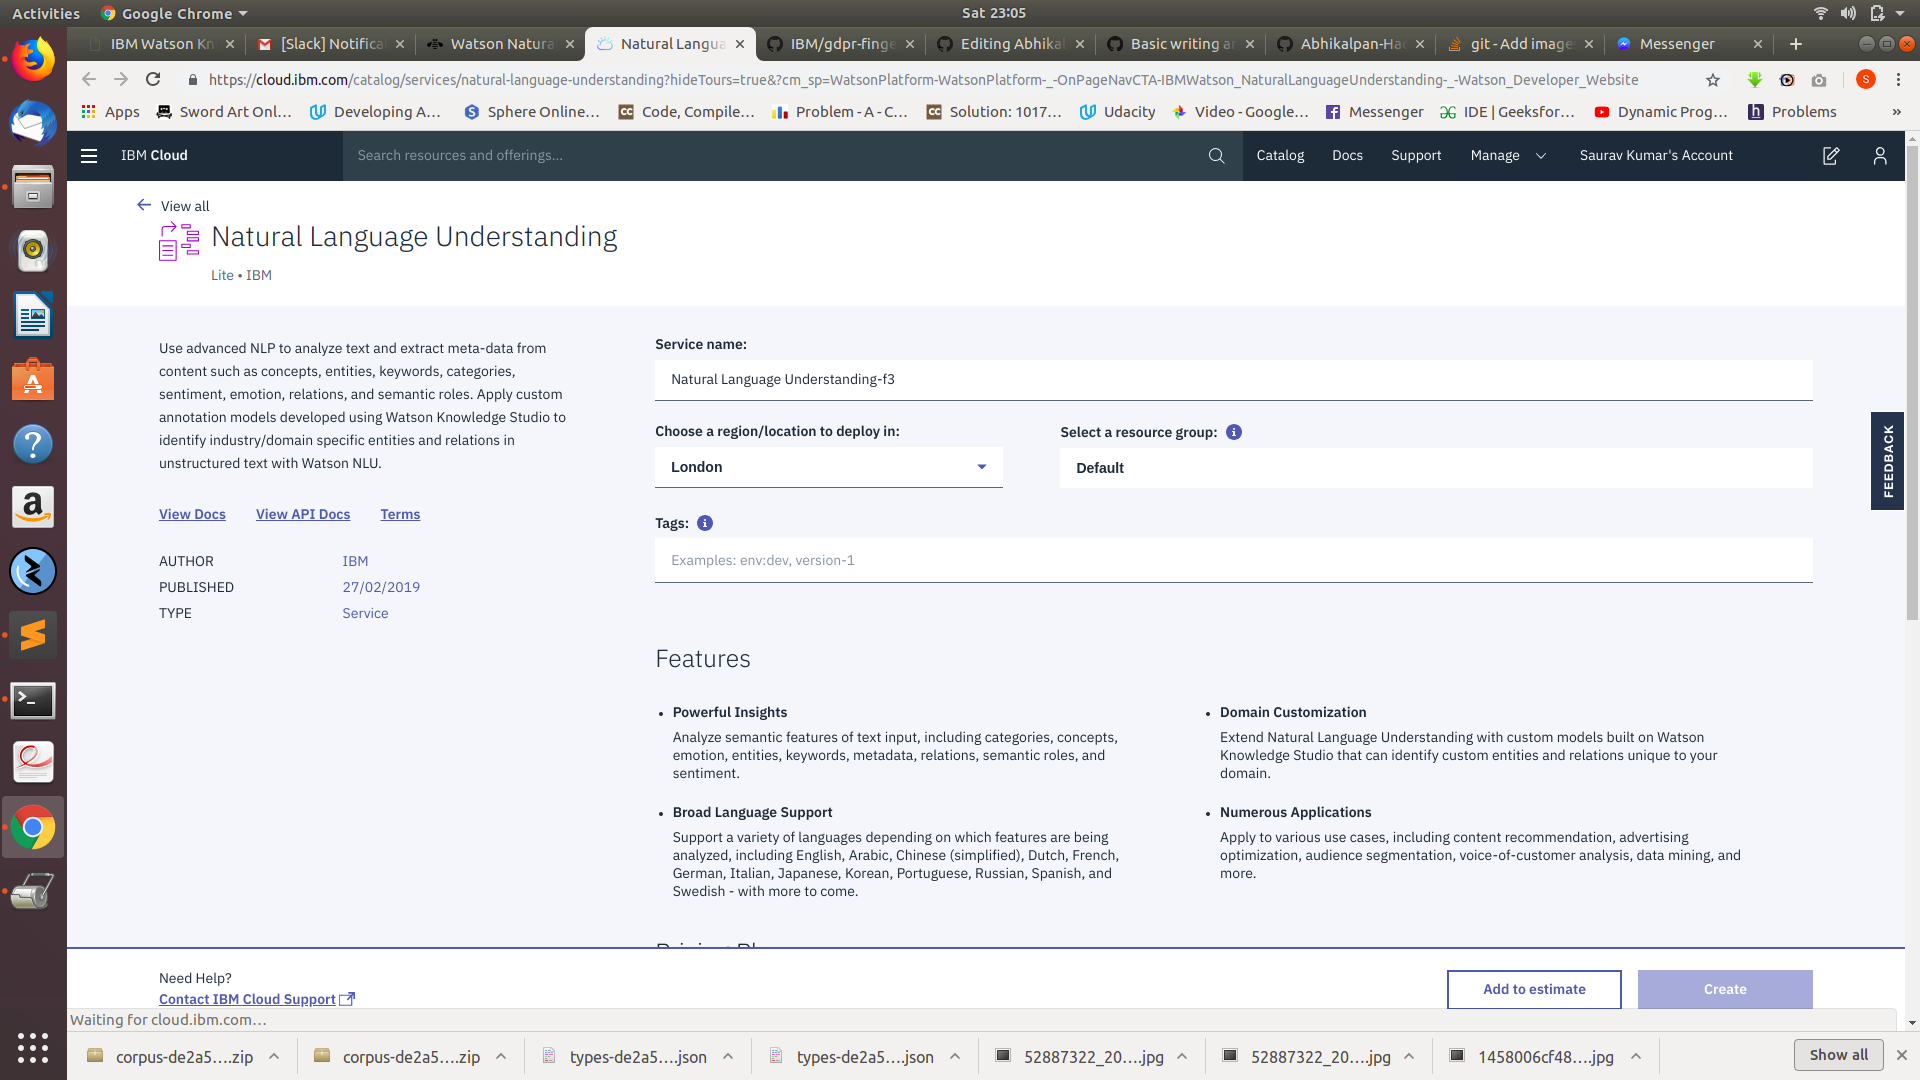 Activities
Google Chrome
Sat 23:05
IBM Watson Kn
[Slack] Notifica
Watson Natura
Natural Langua
IBM/gdpr-finge
Editing Abhikal
Basic writing an
Abhikalpan-Hac
git - Add image
Messenger
https://cloud.ibm.com/catalog/services/natural-language-understanding?hideTours=true&?cm_sp=WatsonPlatform-WatsonPlatform-_-OnPageNavCTA-IBMWatson_NaturalLanguageUnderstanding-_-Watson_Developer_Website
S
Apps
Sword Art Onl...
Developing A...
Sphere Online...
Code, Compile...
Problem - A - C...
Solution: 1017...
Udacity
Video - Google...
Messenger
IDE | Geeksfor...
Dynamic Prog...
Problems
»
IBM Cloud
Search resources and offerings...
Catalog
Docs
Support
Manage
Saurav Kumar's Account
View all
Natural Language Understanding
Lite • IBM
Use advanced NLP to analyze text and extract meta-data from
content such as concepts, entities, keywords, categories,
sentiment, emotion, relations, and semantic roles. Apply custom
annotation models developed using Watson Knowledge Studio to
identify industry/domain specific entities and relations in
unstructured text with Watson NLU.
View Docs
View API Docs
Terms
AUTHOR IBM
PUBLISHED 27/02/2019
TYPE Service
Service name:
Natural Language Understanding-f3
Choose a region/location to deploy in:
London
Select a resource group:
Default
Tags:
Examples: env:dev, version-1
FEEDBACK
Features
• Powerful Insights
Analyze semantic features of text input, including categories, concepts,
emotion, entities, keywords, metadata, relations, semantic roles, and
sentiment.
• Domain Customization
Extend Natural Language Understanding with custom models built on Watson
Knowledge Studio that can identify custom entities and relations unique to your
domain.
• Broad Language Support
Support a variety of languages depending on which features are being
analyzed, including English, Arabic, Chinese (simplified), Dutch, French,
German, Italian, Japanese, Korean, Portuguese, Russian, Spanish, and
Swedish - with more to come.
• Numerous Applications
Apply to various use cases, including content recommendation, advertising
optimization, audience segmentation, voice-of-customer analysis, data mining, and
more.
Need Help?
Contact IBM Cloud Support
Add to estimate
Create
Waiting for cloud.ibm.com...
corpus-de2a5....zip
corpus-de2a5....zip
types-de2a5....json
types-de2a5....json
52887322_20....jpg
52887322_20....jpg
1458006cf48....jpg
Show all